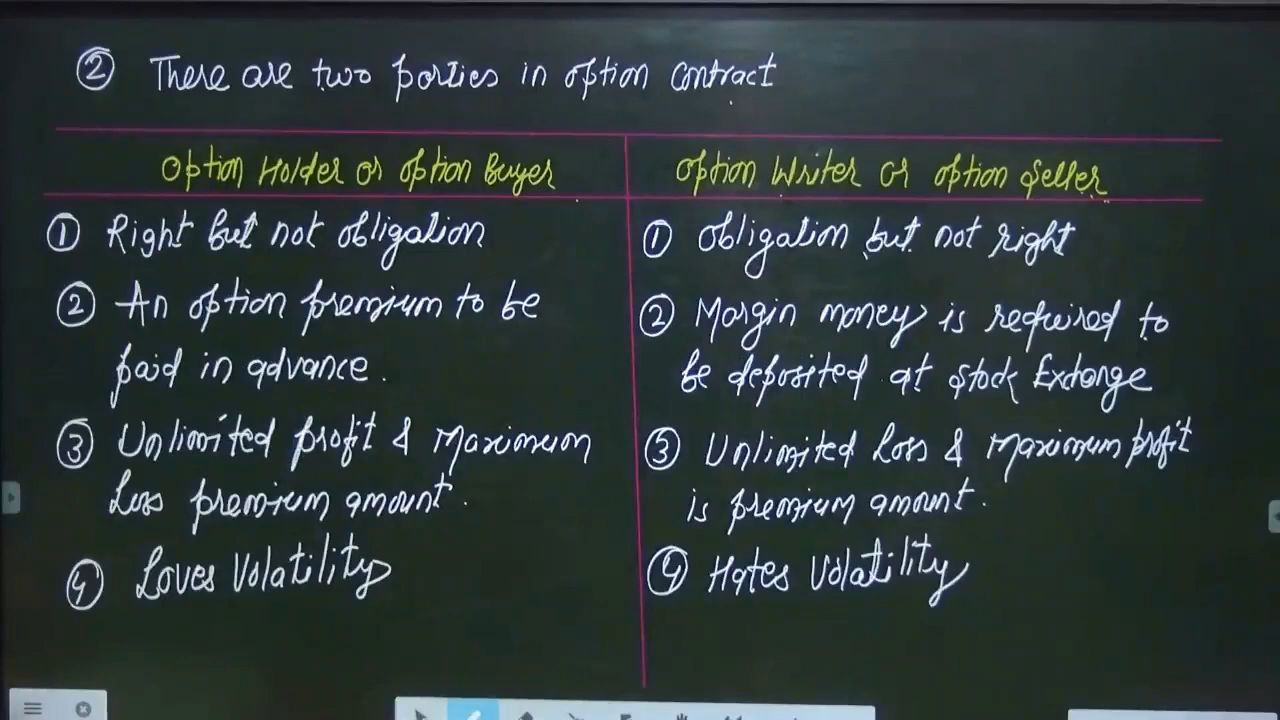 ② There are two parties in option contract
Option Holder or option Buyer
① Right but not obligation
② An option premium to be
paid in advance.
③ Unlimited profit & Maximum
Loss premium amount.
④ Loves Volatility
option Writer or option Seller
① obligation but not right
② Margin money is required to
be deposited at Stock Exchange
③ Unlimited Loss & Maximum profit
is premium amount.
④ Hates Volatility